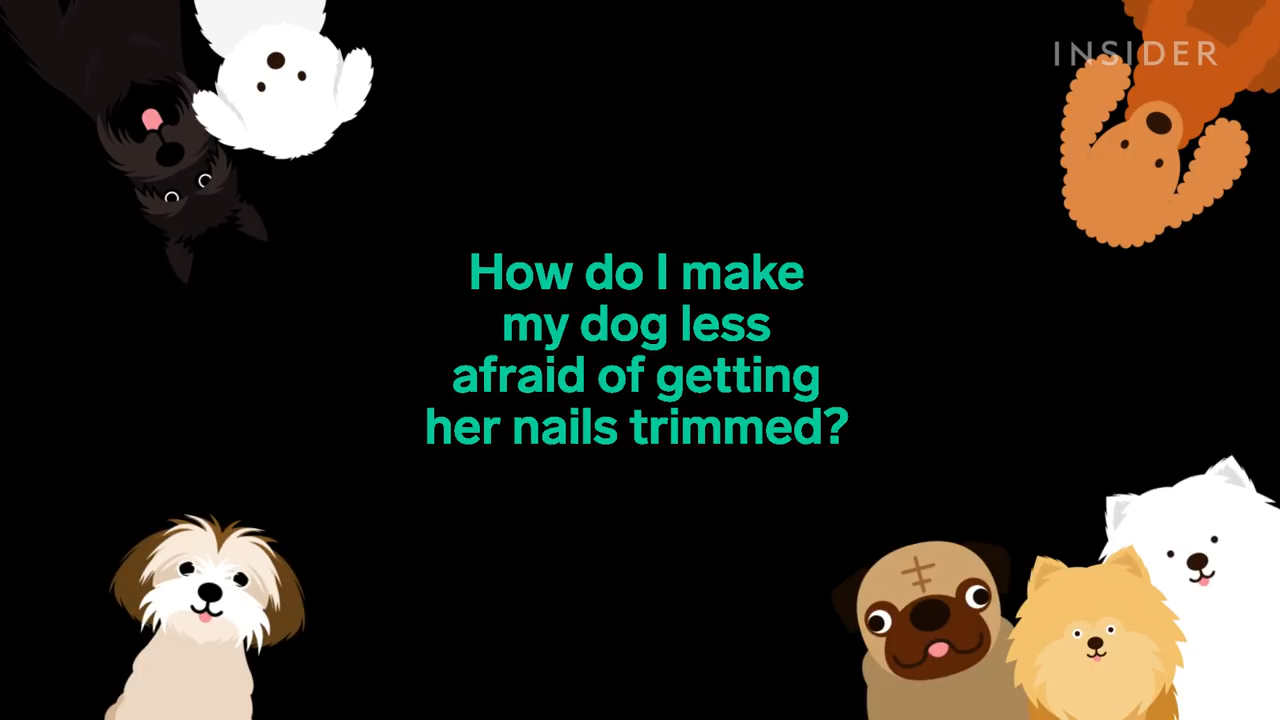 INSIDER
How do I make
my dog less
afraid of getting
her nails trimmed?